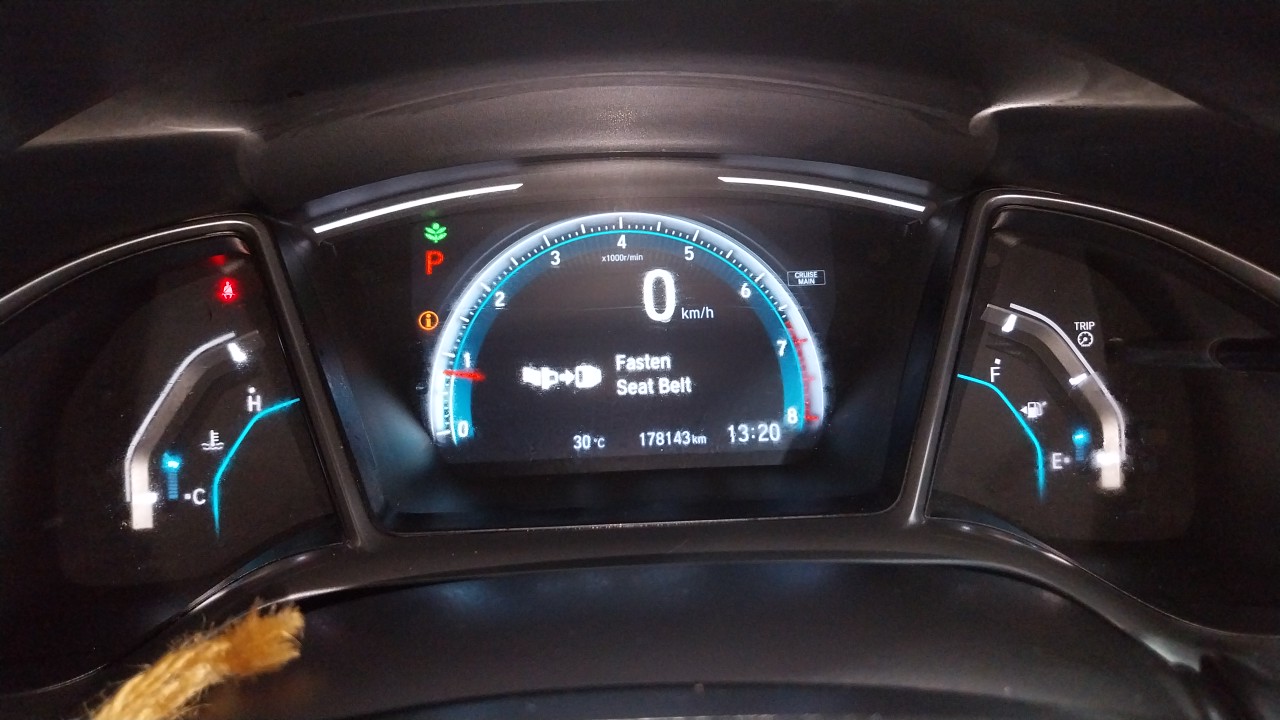 P
0 1 2 3 4 5 6 7 8
x1000r/min
0 km/h
CRUISE
MAIN
Fasten
Seat Belt
30°C 178143km 13:20
H
C
TRIP
F
E